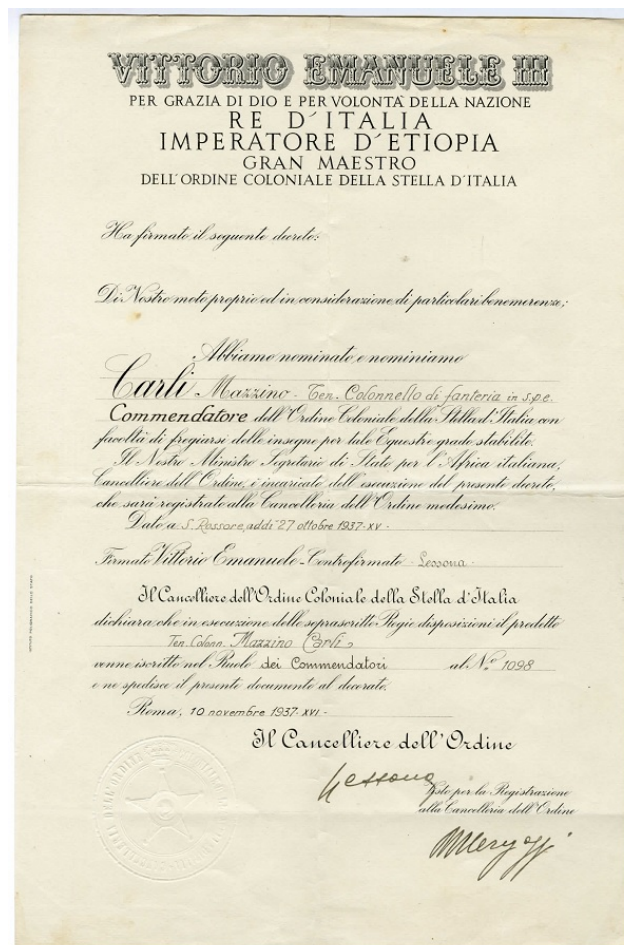 VITTORIO EMANUELE III
PER GRAZIA DI DIO E PER VOLONTA' DELLA NAZIONE
RE D'ITALIA
IMPERATORE D'ETIOPIA
GRAN MAESTRO
DELL'ORDINE COLONIALE DELLA STELLA D'ITALIA
Ha firmato il seguente decreto:
Di Nostro moto proprio ed in considerazione di particolari benemerenze;
Abbiamo nominato e nominiamo
Carli Mazzino - Ten. Colonnello di fanteria in s.p.e.
Commendatore dell'Ordine Coloniale della Stella d'Italia con
facoltà di fregiarsi delle insegne per tale Equestre grado stabilite.
Il Nostro Ministro Segretario di Stato per l'Africa italiana,
Cancelliere dell'Ordine, è incaricato dell'esecuzione del presente decreto,
che sarà registrato alla Cancelleria dell'Ordine medesimo.
Dato a S. Rossore, addì 27 ottobre 1937-XV-
Firmato Vittorio Emanuele - Controfirmato - Lessona -
Il Cancelliere dell'Ordine Coloniale della Stella d'Italia
dichiara che in esecuzione delle soprascritte Regie disposizioni il predetto
Ten. Colonn. Mazzino Carli
venne iscritto nel Ruolo dei Commendatori al N.º 1098
e ne spedisce il presente documento al decorato.
Roma, 10 novembre 1937-XVI-
Il Cancelliere dell'Ordine
Lessona
Visto per la Registrazione
alla Cancelleria dell'Ordine